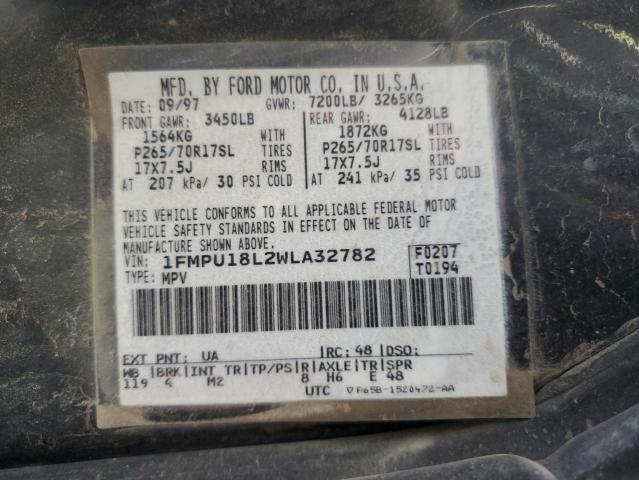 MFD. BY FORD MOTOR CO. IN U.S.A.
DATE: 09/97 GVWR: 7200LB/ 3265KG
FRONT GAWR: 3450LB REAR GAWR: 4128LB
1564KG WITH 1872KG WITH
P265/70R17SL TIRES P265/70R17SL TIRES
17X7.5J RIMS 17X7.5J RIMS
AT 207 kPa/ 30 PSI COLD AT 241 kPa/ 35 PSI COLD
THIS VEHICLE CONFORMS TO ALL APPLICABLE FEDERAL MOTOR
VEHICLE SAFETY STANDARDS IN EFFECT ON THE DATE OF
MANUFACTURE SHOWN ABOVE.
VIN: 1FMPU18L2WLA32782 F0207
TYPE: MPV T0194
EXT PNT: UA RC: 48 DSO:
WB BRK INT TR TP/PS R AXLE TR SPR
119 4 M2 8 H6 E 48
UTC F65B-1520472-AA